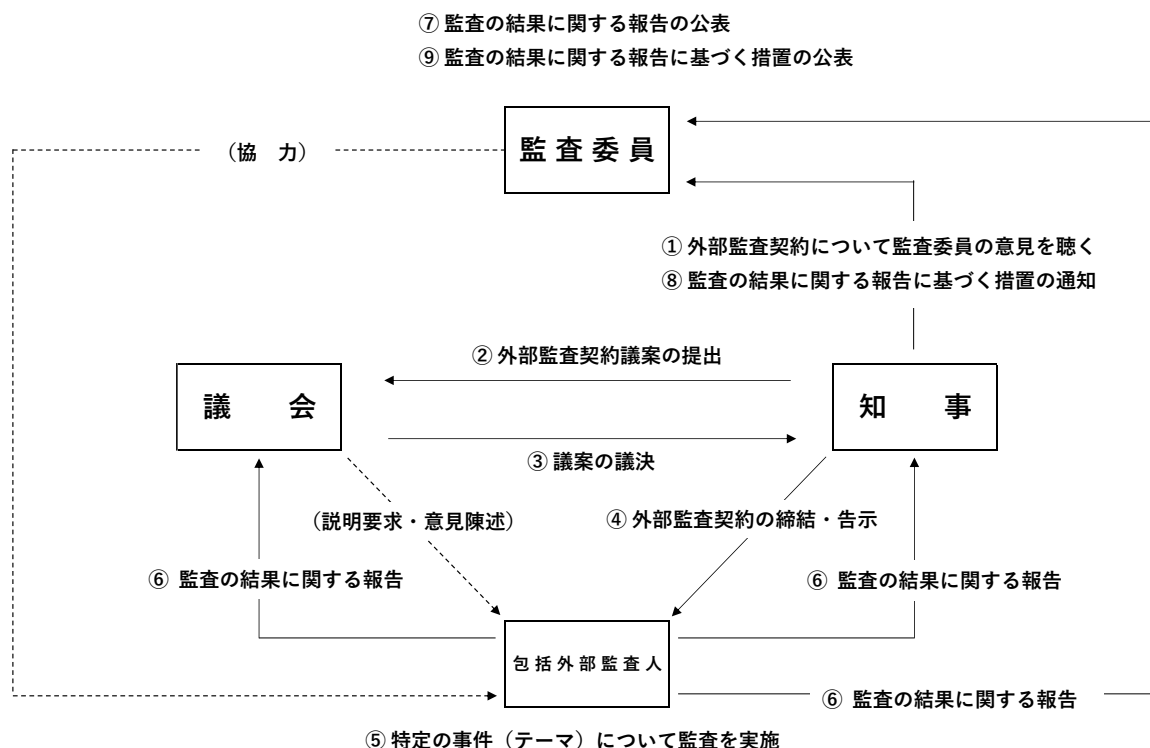 ⑦ 監査の結果に関する報告の公表
⑨ 監査の結果に関する報告に基づく措置の公表
監査委員
（協　力）
① 外部監査契約について監査委員の意見を聴く
⑧ 監査の結果に関する報告に基づく措置の通知
② 外部監査契約議案の提出
議　　会
知　　事
③ 議案の議決
（説明要求・意見陳述）
④ 外部監査契約の締結・告示
⑥ 監査の結果に関する報告
⑥ 監査の結果に関する報告
包括外部監査人
⑥ 監査の結果に関する報告
⑤ 特定の事件（テーマ）について監査を実施